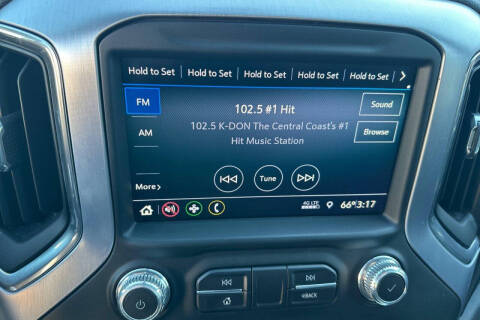 Hold to Set Hold to Set Hold to Set Hold to Set Hold to Set
FM
102.5 #1 Hit
Sound
102.5 K-DON The Central Coast's #1
Hit Music Station
Browse
AM
Tune
More
4G LTE
66° 3:17
BACK